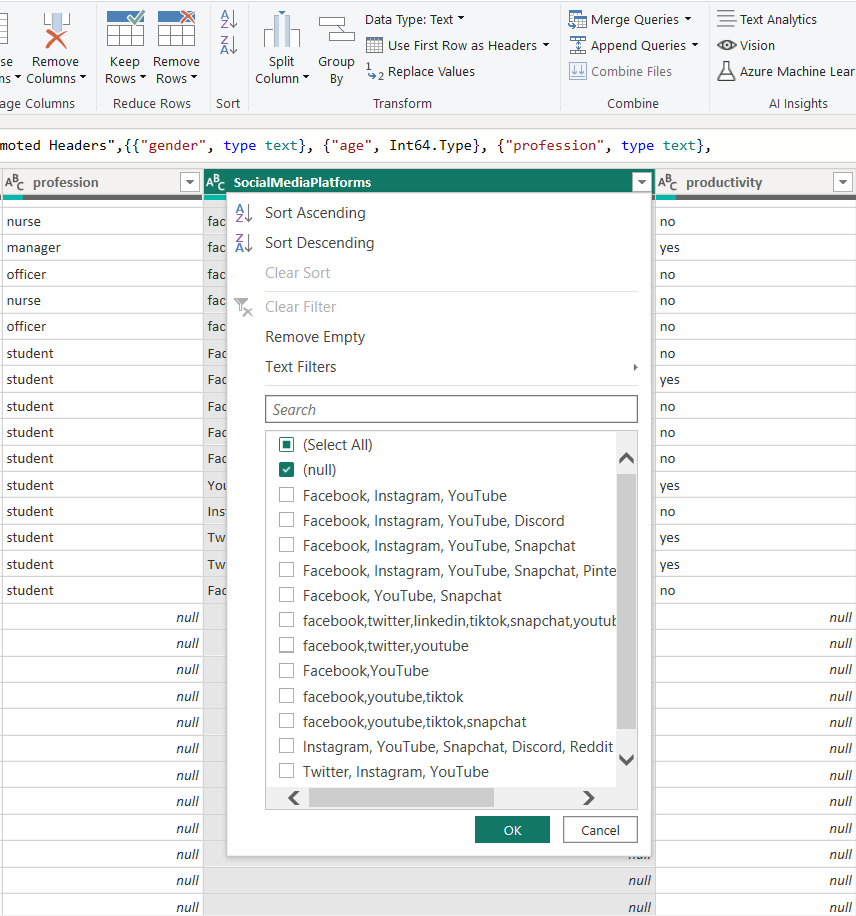 Data Type: Text
Merge Queries
Text Analytics
Use First Row as Headers
Append Queries
Vision
Remove Columns
Keep Rows
Remove Rows
Split Column
Group By
1 2 Replace Values
Combine Files
Azure Machine Lear
age Columns
Reduce Rows
Sort
Transform
Combine
AI Insights
moted Headers",{{"gender", type text}, {"age", Int64.Type}, {"profession", type text},
ABC profession
ABC SocialMediaPlatforms
ABC productivity
nurse fac no
manager fac yes
officer fac no
nurse fac no
officer fac no
student Fac no
student Fac yes
student Fac no
student Fac no
student Fac no
student You yes
student Ins no
student Tw yes
student Tw yes
student Fac no
null null
null null
null null
null null
null null
null null
null null
null null
null null
null null null
null null null
null null null
AZ Sort Ascending
ZA Sort Descending
Clear Sort
Clear Filter
Remove Empty
Text Filters
Search
(Select All)
(null)
Facebook, Instagram, YouTube
Facebook, Instagram, YouTube, Discord
Facebook, Instagram, YouTube, Snapchat
Facebook, Instagram, YouTube, Snapchat, Pinte
Facebook, YouTube, Snapchat
facebook,twitter,linkedin,tiktok,snapchat,youtub
facebook,twitter,youtube
Facebook,YouTube
facebook,youtube,tiktok
facebook,youtube,tiktok,snapchat
Instagram, YouTube, Snapchat, Discord, Reddit
Twitter, Instagram, YouTube
OK
Cancel